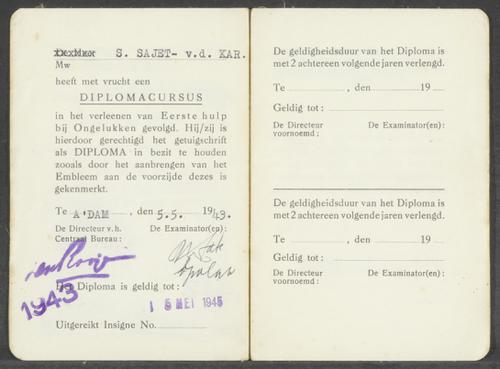 S. SAJET- v.d. KAR.
Mw
heeft met vrucht een
DIPLOMACURSUS
in het verleenen van Eerste hulp
bij Ongelukken gevolgd. Hij/zij is
hierdoor gerechtigd het getuigschrift
als DIPLOMA in bezit te houden
zooals door het aanbrengen van het
Embleem aan de voorzijde dezes is
gekenmerkt.
Te A'DAM, den 5.5. 1943.
De Directeur v.h. Examinator(en):
Centraal Bureau:
1943
Het Diploma is geldig tot:
15 MEI 1945
Uitgereikt Insigne No.
De geldigheidsduur van het Diploma is
met 2 achtereen volgende jaren verlengd.
Te , den 19
Geldig tot:
De Directeur De Examinator(en):
voornoemd:
De geldigheidsduur van het Diploma is
met 2 achtereen volgende jaren verlengd.
Te , den 19
De Directeur De Examinator(en):
voornoemd: